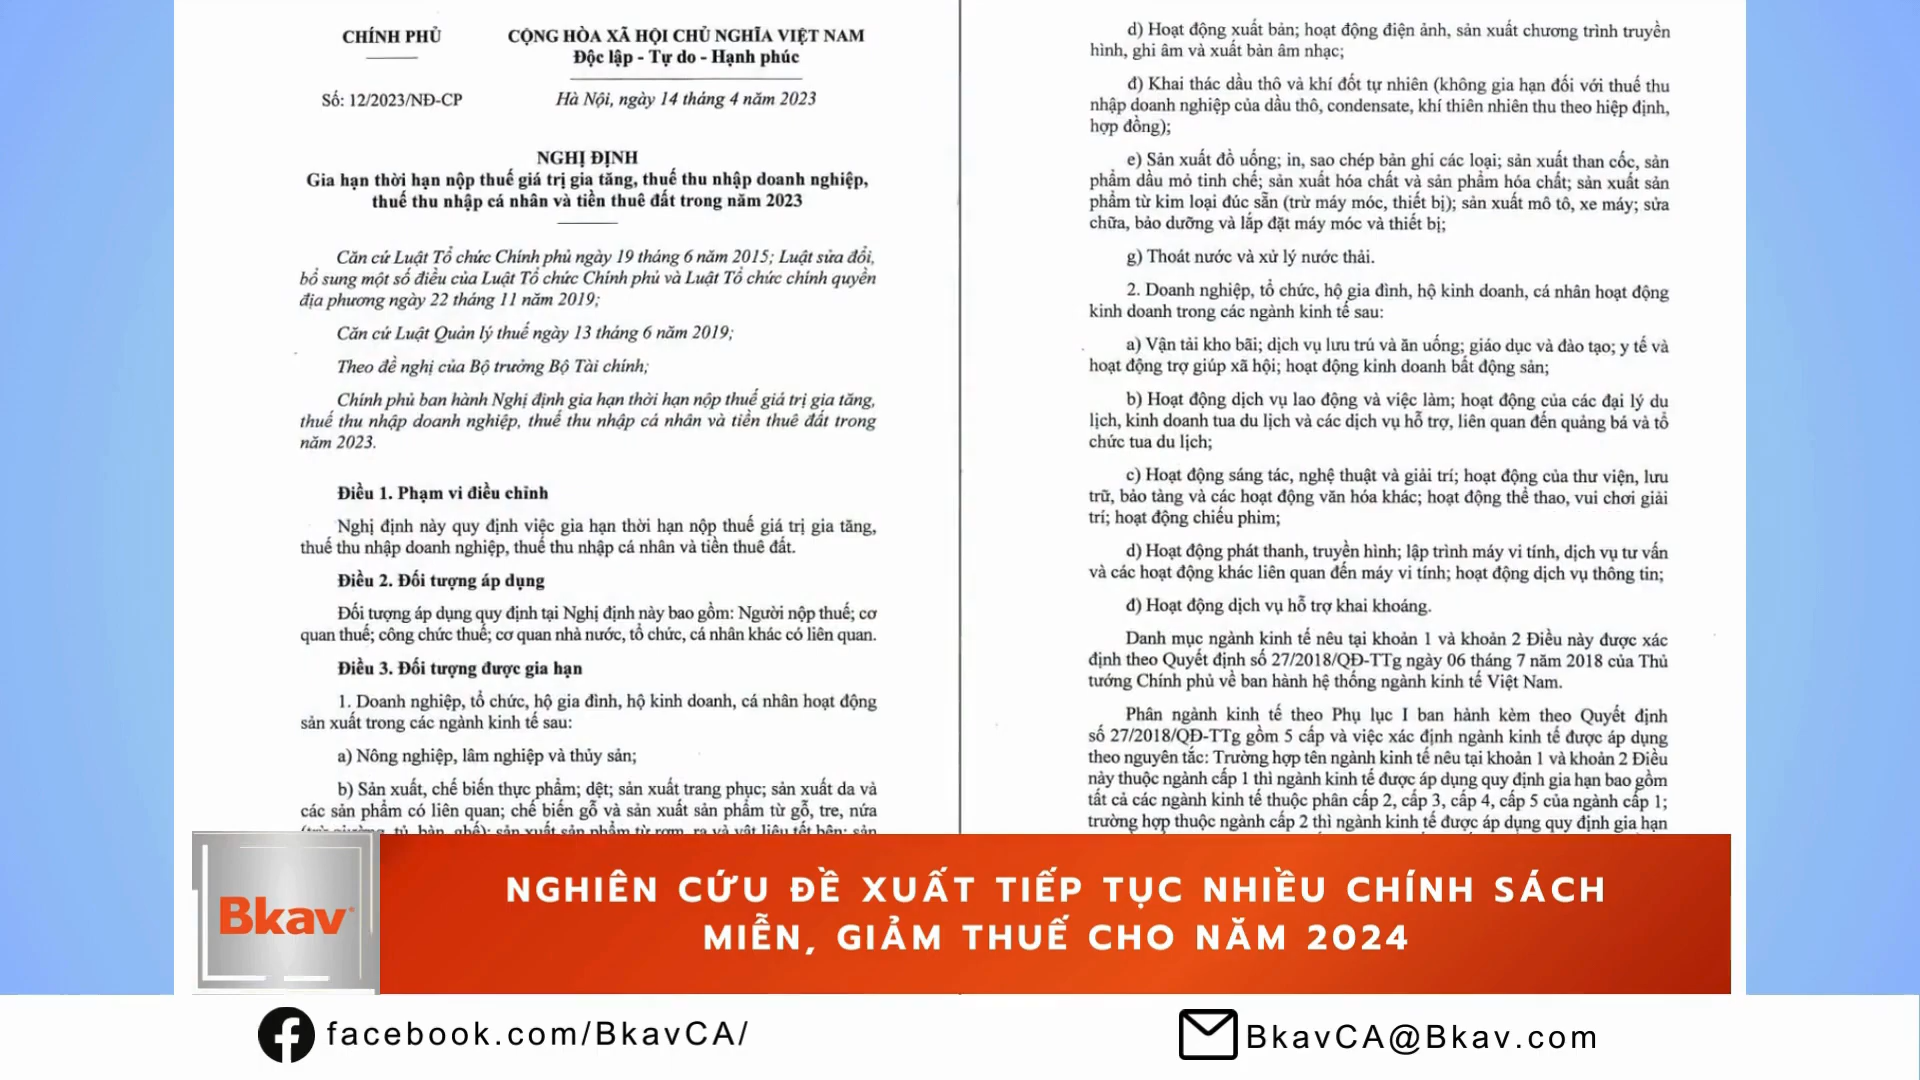 CHÍNH PHỦ
CỘNG HÒA XÃ HỘI CHỦ NGHĨA VIỆT NAM
Độc lập - Tự do - Hạnh phúc
Số: 12/2023/NĐ-CP
Hà Nội, ngày 14 tháng 4 năm 2023
NGHỊ ĐỊNH
Gia hạn thời hạn nộp thuế giá trị gia tăng, thuế thu nhập doanh nghiệp,
thuế thu nhập cá nhân và tiền thuê đất trong năm 2023
Căn cứ Luật Tổ chức Chính phủ ngày 19 tháng 6 năm 2015; Luật sửa đổi,
bổ sung một số điều của Luật Tổ chức Chính phủ và Luật Tổ chức chính quyền
địa phương ngày 22 tháng 11 năm 2019;
Căn cứ Luật Quản lý thuế ngày 13 tháng 6 năm 2019;
Theo đề nghị của Bộ trưởng Bộ Tài chính;
Chính phủ ban hành Nghị định gia hạn thời hạn nộp thuế giá trị gia tăng,
thuế thu nhập doanh nghiệp, thuế thu nhập cá nhân và tiền thuê đất trong
năm 2023.
Điều 1. Phạm vi điều chỉnh
Nghị định này quy định việc gia hạn thời hạn nộp thuế giá trị gia tăng,
thuế thu nhập doanh nghiệp, thuế thu nhập cá nhân và tiền thuê đất.
Điều 2. Đối tượng áp dụng
Đối tượng áp dụng quy định tại Nghị định này bao gồm: Người nộp thuế; cơ
quan thuế; công chức thuế; cơ quan nhà nước, tổ chức, cá nhân khác có liên quan.
Điều 3. Đối tượng được gia hạn
1. Doanh nghiệp, tổ chức, hộ gia đình, hộ kinh doanh, cá nhân hoạt động
sản xuất trong các ngành kinh tế sau:
a) Nông nghiệp, lâm nghiệp và thủy sản;
b) Sản xuất, chế biến thực phẩm; dệt; sản xuất trang phục; sản xuất da và
các sản phẩm có liên quan; chế biến gỗ và sản xuất sản phẩm từ gỗ, tre, nứa
(trừ giường, tủ, bàn, ghế); sản xuất sản phẩm từ rơm, rạ và vật liệu tết bện; sản
d) Hoạt động xuất bản; hoạt động điện ảnh, sản xuất chương trình truyền
hình, ghi âm và xuất bản âm nhạc;
đ) Khai thác dầu thô và khí đốt tự nhiên (không gia hạn đối với thuế thu
nhập doanh nghiệp của dầu thô, condensate, khí thiên nhiên thu theo hiệp định,
hợp đồng);
e) Sản xuất đồ uống; in, sao chép bản ghi các loại; sản xuất than cốc, sản
phẩm dầu mỏ tinh chế; sản xuất hóa chất và sản phẩm hóa chất; sản xuất sản
phẩm từ kim loại đúc sẵn (trừ máy móc, thiết bị); sản xuất mô tô, xe máy; sửa
chữa, bảo dưỡng và lắp đặt máy móc và thiết bị;
g) Thoát nước và xử lý nước thải.
2. Doanh nghiệp, tổ chức, hộ gia đình, hộ kinh doanh, cá nhân hoạt động
kinh doanh trong các ngành kinh tế sau:
a) Vận tải kho bãi; dịch vụ lưu trú và ăn uống; giáo dục và đào tạo; y tế và
hoạt động trợ giúp xã hội; hoạt động kinh doanh bất động sản;
b) Hoạt động dịch vụ lao động và việc làm; hoạt động của các đại lý du
lịch, kinh doanh tua du lịch và các dịch vụ hỗ trợ, liên quan đến quảng bá và tổ
chức tua du lịch;
c) Hoạt động sáng tác, nghệ thuật và giải trí; hoạt động của thư viện, lưu
trữ, bảo tàng và các hoạt động văn hóa khác; hoạt động thể thao, vui chơi giải
trí; hoạt động chiếu phim;
d) Hoạt động phát thanh, truyền hình; lập trình máy vi tính, dịch vụ tư vấn
và các hoạt động khác liên quan đến máy vi tính; hoạt động dịch vụ thông tin;
đ) Hoạt động dịch vụ hỗ trợ khai khoáng.
Danh mục ngành kinh tế nêu tại khoản 1 và khoản 2 Điều này được xác
định theo Quyết định số 27/2018/QĐ-TTg ngày 06 tháng 7 năm 2018 của Thủ
tướng Chính phủ về ban hành hệ thống ngành kinh tế Việt Nam.
Phân ngành kinh tế theo Phụ lục I ban hành kèm theo Quyết định
số 27/2018/QĐ-TTg gồm 5 cấp và việc xác định ngành kinh tế được áp dụng
theo nguyên tắc: Trường hợp tên ngành kinh tế nêu tại khoản 1 và khoản 2 Điều
này thuộc ngành cấp 1 thì ngành kinh tế được áp dụng quy định gia hạn bao gồm
tất cả các ngành kinh tế thuộc phân cấp 2, cấp 3, cấp 4, cấp 5 của ngành cấp 1;
trường hợp thuộc ngành cấp 2 thì ngành kinh tế được áp dụng quy định gia hạn
Bkav
NGHIÊN CỨU ĐỀ XUẤT TIẾP TỤC NHIỀU CHÍNH SÁCH
MIỄN, GIẢM THUẾ CHO NĂM 2024
facebook.com/BkavCA/
BkavCA@Bkav.com